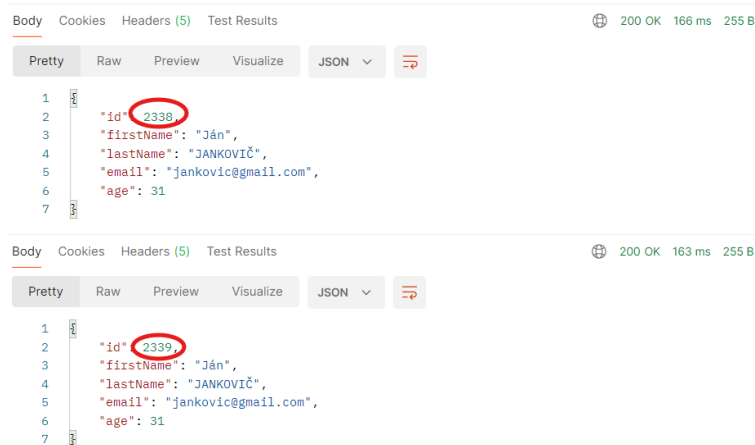 Body Cookies Headers (5) Test Results 200 OK 166 ms 255 B
Pretty Raw Preview Visualize JSON
1 {
2 "id": 2338,
3 "firstName": "Ján",
4 "lastName": "JANKOVIČ",
5 "email": "jankovic@gmail.com",
6 "age": 31
7 }
Body Cookies Headers (5) Test Results 200 OK 163 ms 255 B
Pretty Raw Preview Visualize JSON
1 {
2 "id": 2339,
3 "firstName": "Ján",
4 "lastName": "JANKOVIČ",
5 "email": "jankovic@gmail.com",
6 "age": 31
7 }